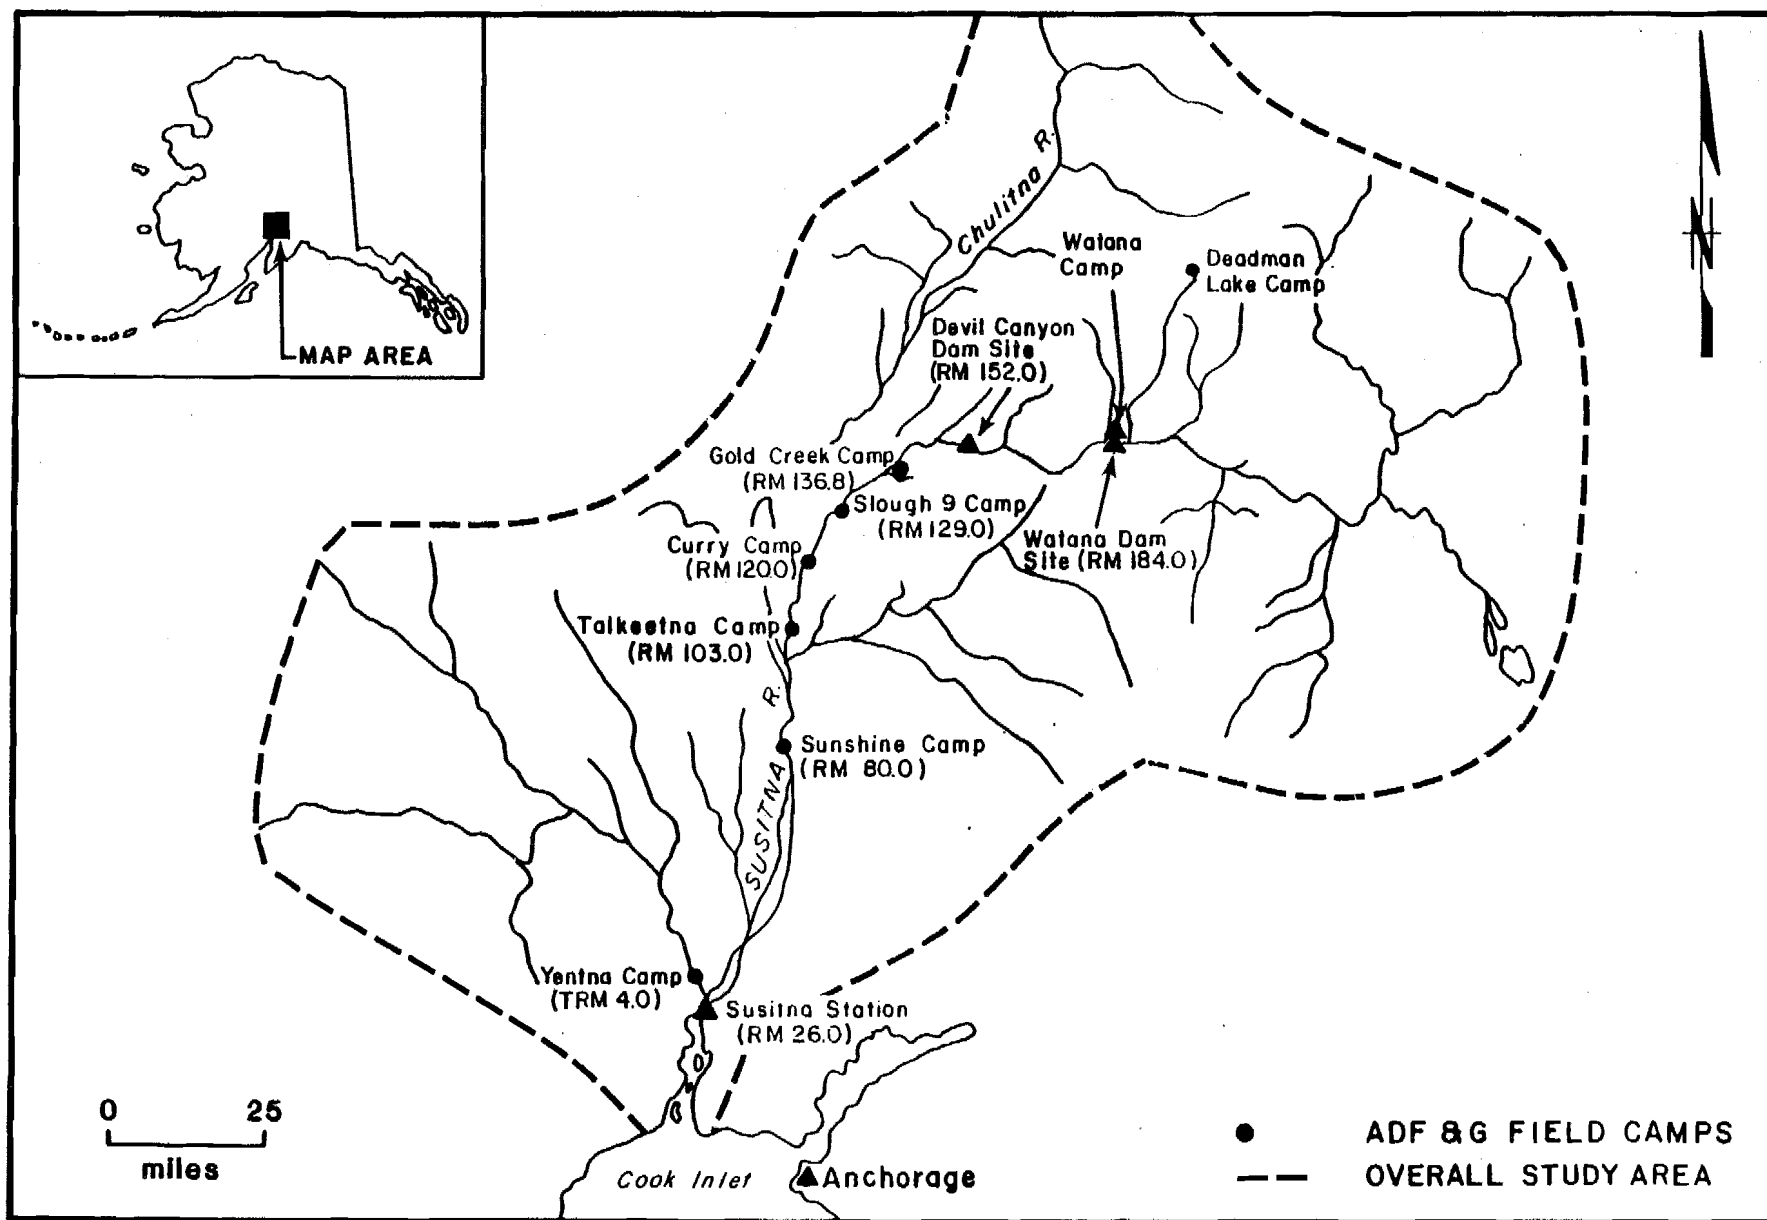 MAP AREA
Chulitna R.
Watana
Camp
Deadman
Lake Camp
Devil Canyon
Dam Site
(RM 152.0)
Gold Creek Camp
(RM 136.8)
Slough 9 Camp
(RM 129.0)
Watana Dam
Site (RM 184.0)
Curry Camp
(RM 120.0)
Talkeetna Camp
(RM 103.0)
SUSITNA R.
Sunshine Camp
(RM 80.0)
Yentna Camp
(TRM 4.0)
Susitna Station
(RM 26.0)
N
0 25
miles
Cook Inlet
Anchorage
ADF & G FIELD CAMPS
OVERALL STUDY AREA